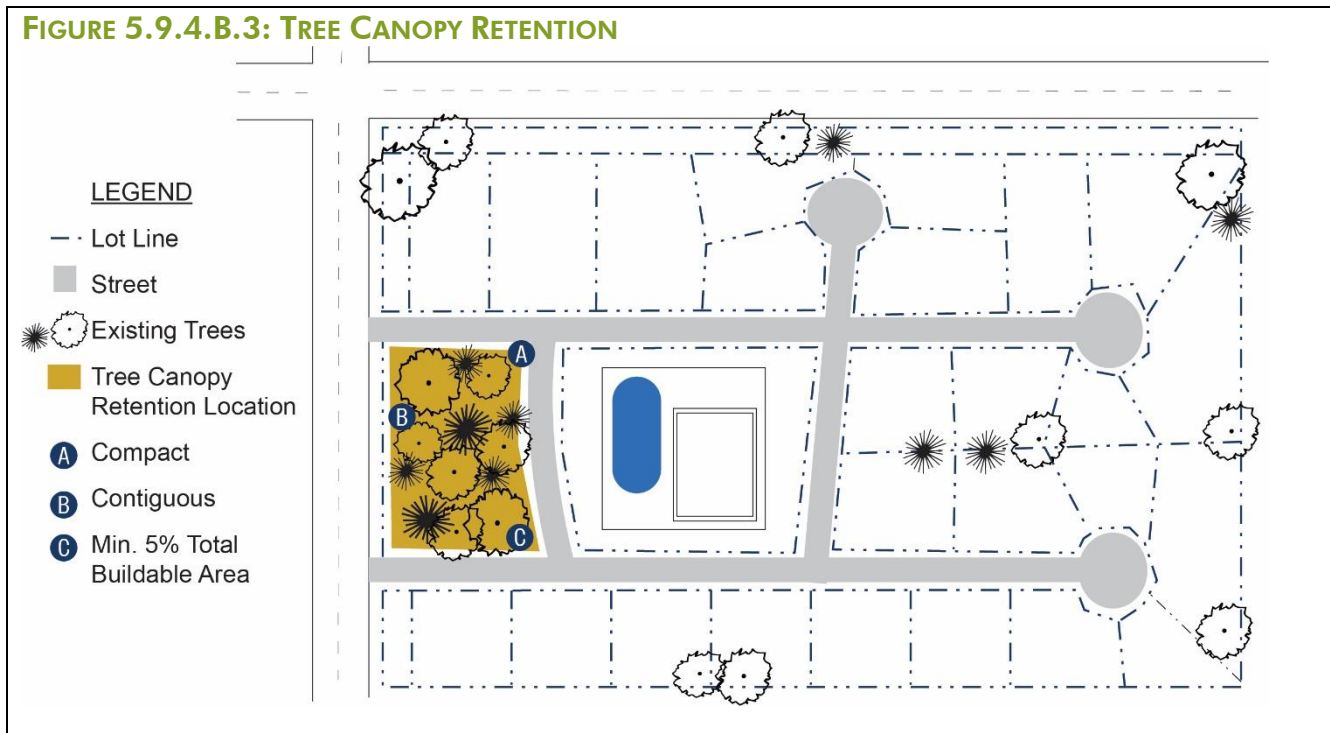 FIGURE 5.9.4.B.3: TREE CANOPY RETENTION
LEGEND
Lot Line
Street
Existing Trees
Tree Canopy
Retention Location
A Compact
B Contiguous
C Min. 5% Total
Buildable Area
A
B
C